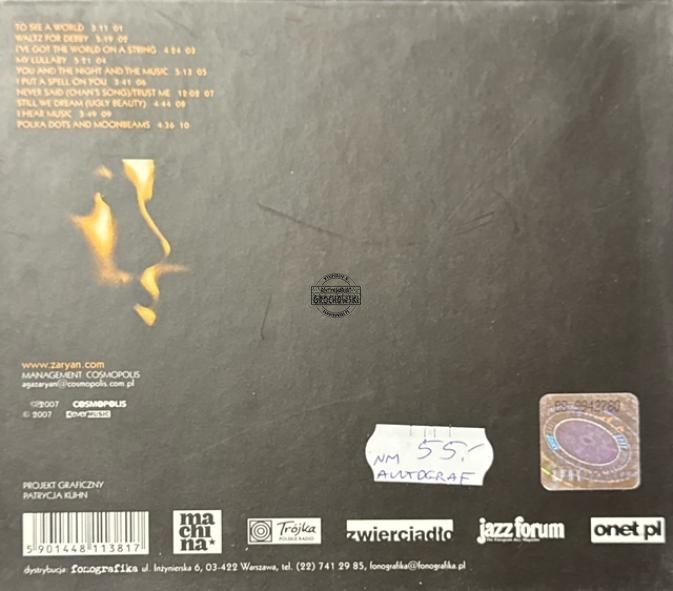 TO SEE A WORLD 3:11 01
WALTZ FOR DEBBY 5:49 02
I'VE GOT THE WORLD ON A STRING 4:24 03
MY LULLABY 5:21 04
YOU AND THE NIGHT AND THE MUSIC 5:13 05
I PUT A SPELL ON YOU 3:41 06
NEVER SAID (CHAN'S SONG)/TRUST ME 12:02 07
STILL WE DREAM (UGLY BEAUTY) 4:44 08
I HEAR MUSIC 3:49 09
POLKA DOTS AND MOONBEAMS 4:36 10
GROCHOWSKI
www.zaryan.com
MANAGEMENT COSMOPOLIS
agazaryan@cosmopolis.com.pl
℗2007 COSMOPOLIS
© 2007
NM 55.-
AUTOGRAF
PROJEKT GRAFICZNY
PATRYCJA KUHN
5 901448 113817
ma
chi
na
Trójka
POLSKIE RADIO
zwierciadło
jazz forum
onet pl
dystrybucja: fonografika ul. Inżynierska 6, 03-422 Warszawa, tel. (22) 741 29 85, fonografika@fonografika.pl